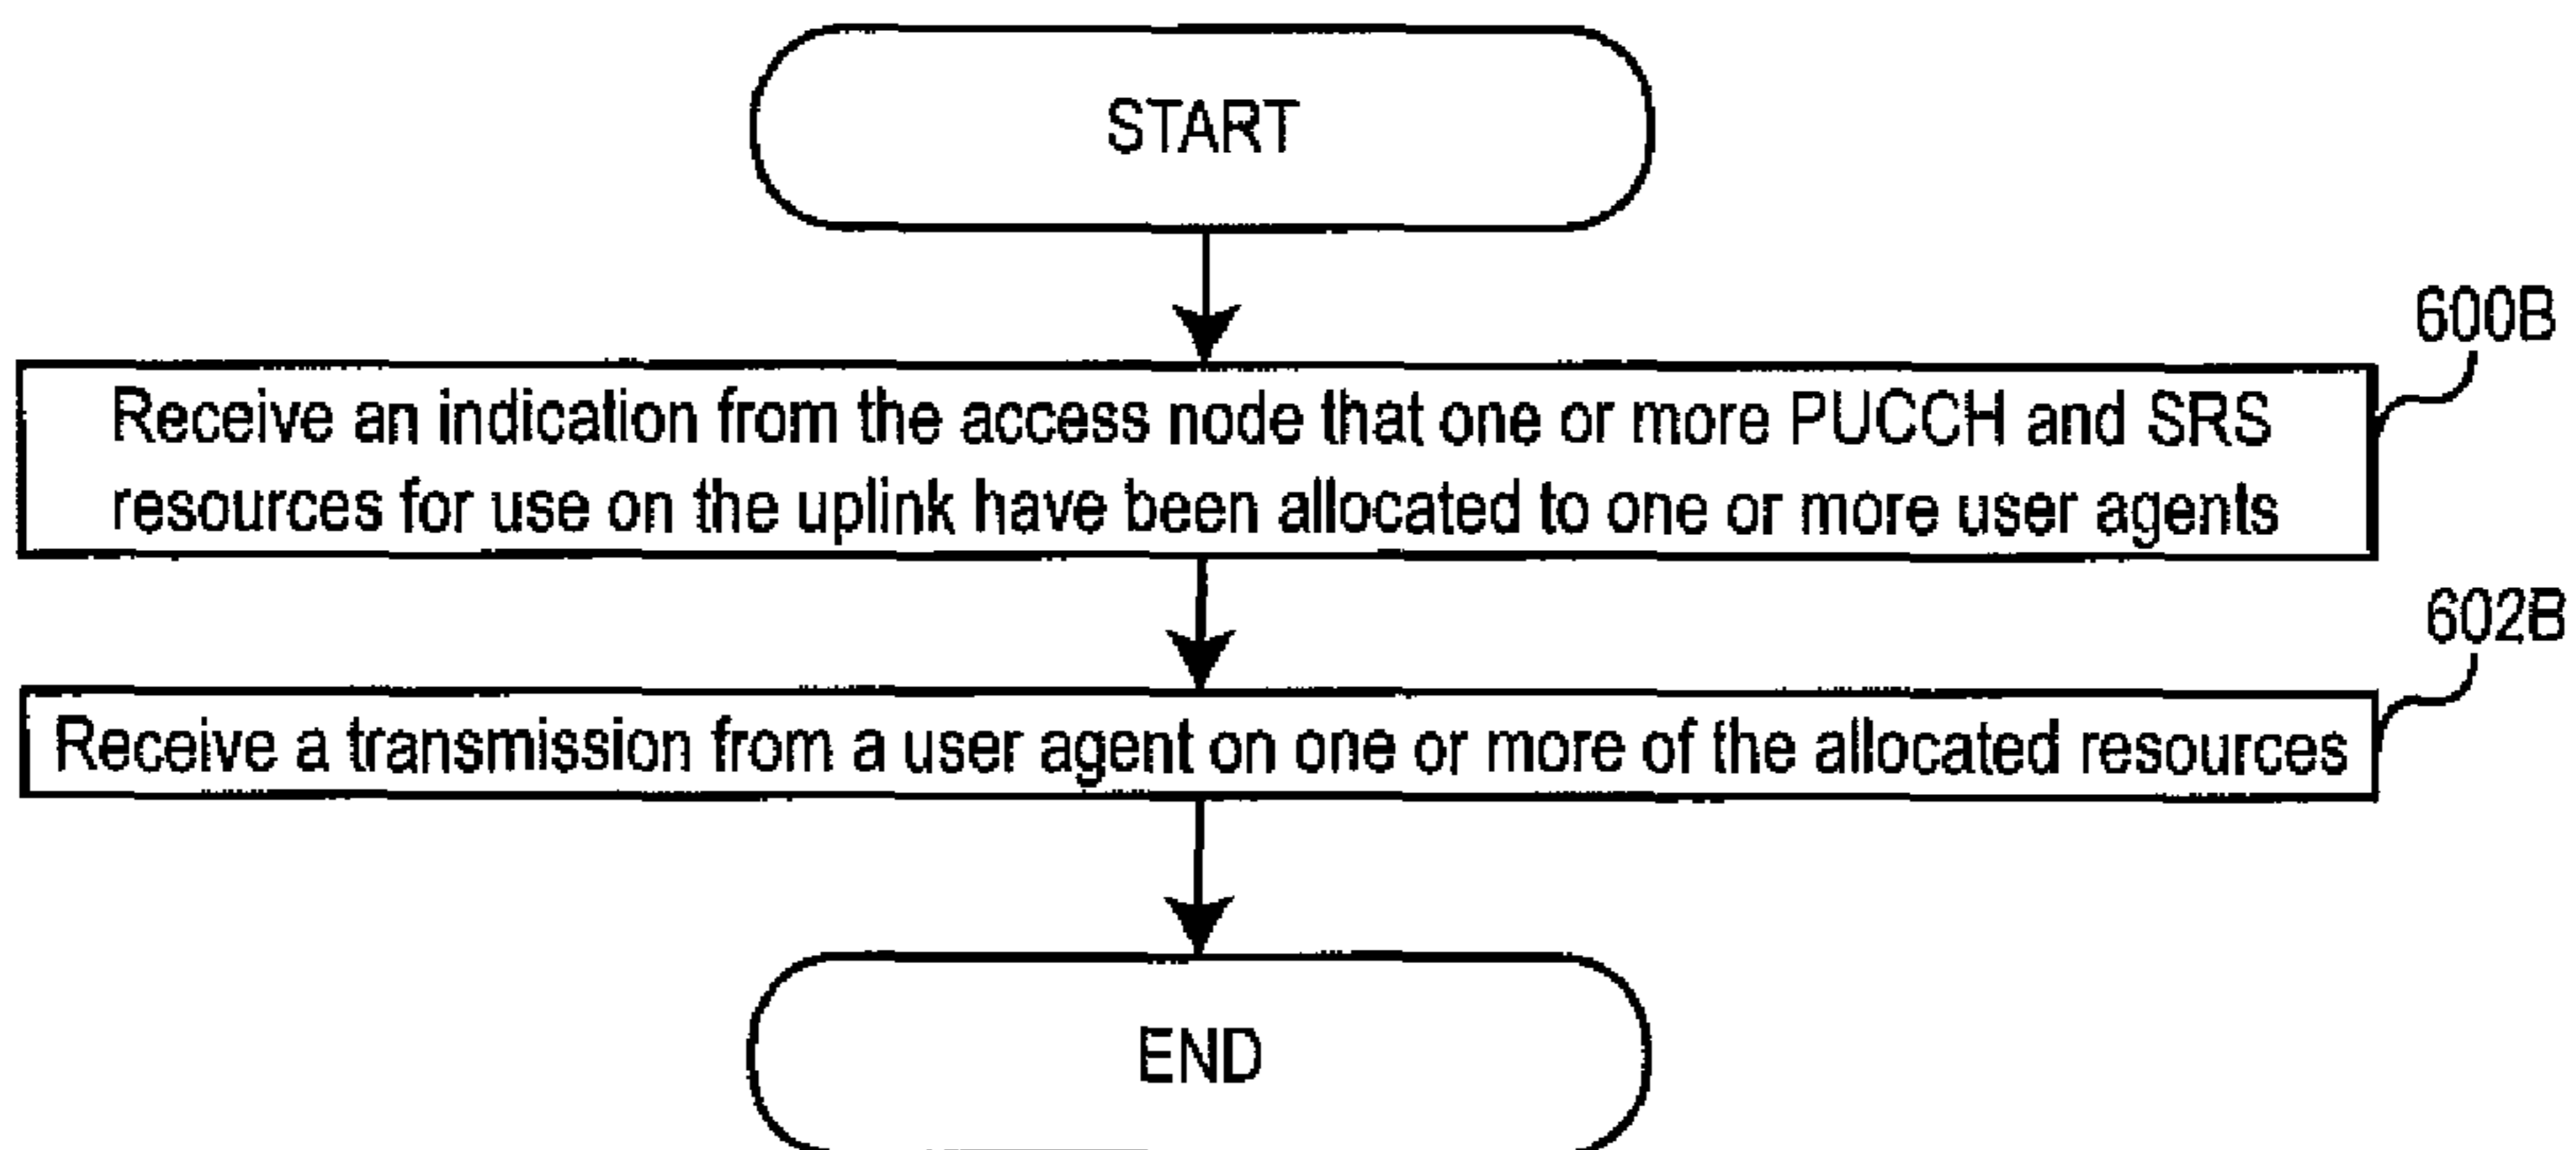 START
600B
Receive an indication from the access node that one or more PUCCH and SRS
resources for use on the uplink have been allocated to one or more user agents
602B
Receive a transmission from a user agent on one or more of the allocated resources
END